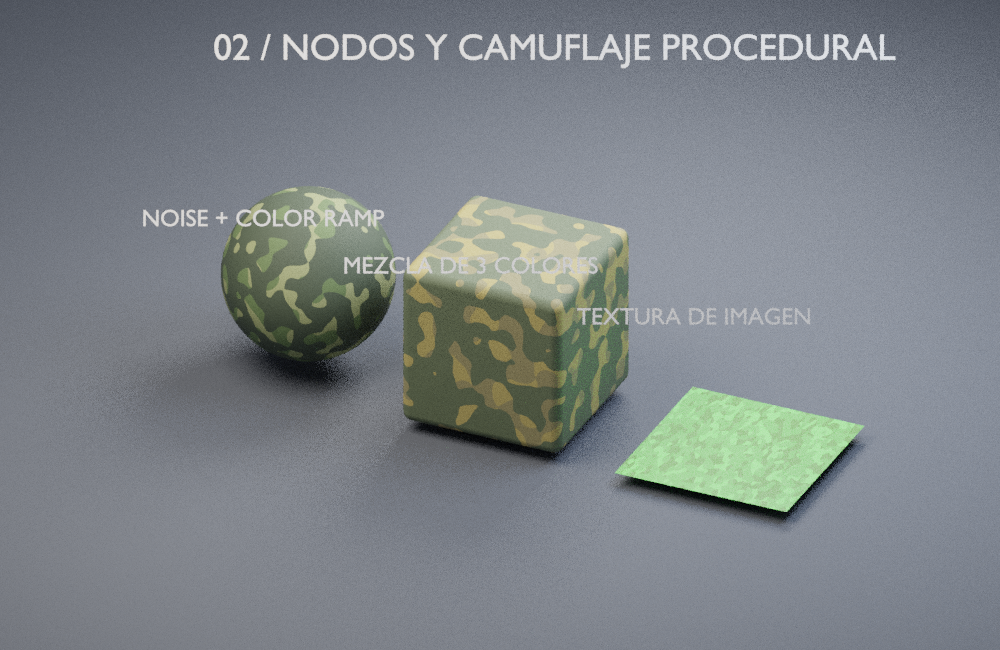 02 / NODOS Y CAMUFLAJE PROCEDURAL
NOISE + COLOR RAMP
MEZCLA DE 3 COLORES
TEXTURA DE IMAGEN